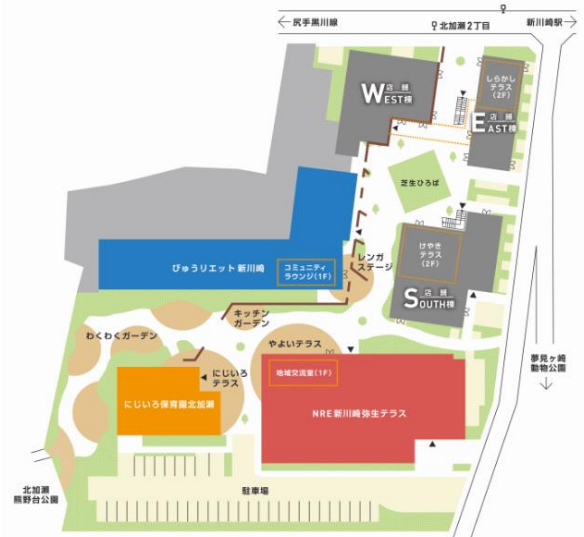 尻手黒川線
新川崎駅
北加瀬2丁目
店舗
WEST棟
しらかし
テラス
(2F)
店舗
EAST棟
芝生ひろば
けやき
テラス
(2F)
店舗
SOUTH棟
びゅうリエット新川崎
コミュニティ
ラウンジ(1F)
レンガ
ステージ
キッチン
ガーデン
わくわくガーデン
やよいテラス
にじいろ
テラス
地域交流室(1F)
にじいろ保育園北加瀬
NRE新川崎弥生テラス
夢見ヶ崎
動物公園
北加瀬
熊野台公園
駐車場